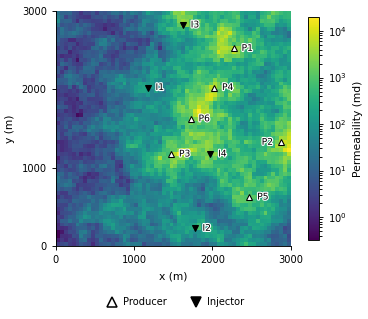 3000
2000
1000
0
0
1000
2000
3000
x (m)
y (m)
I3
P1
I1
P4
P6
P2
P3
I4
P5
I2
10⁴
10³
10²
10¹
10⁰
Permeability (md)
Producer
Injector